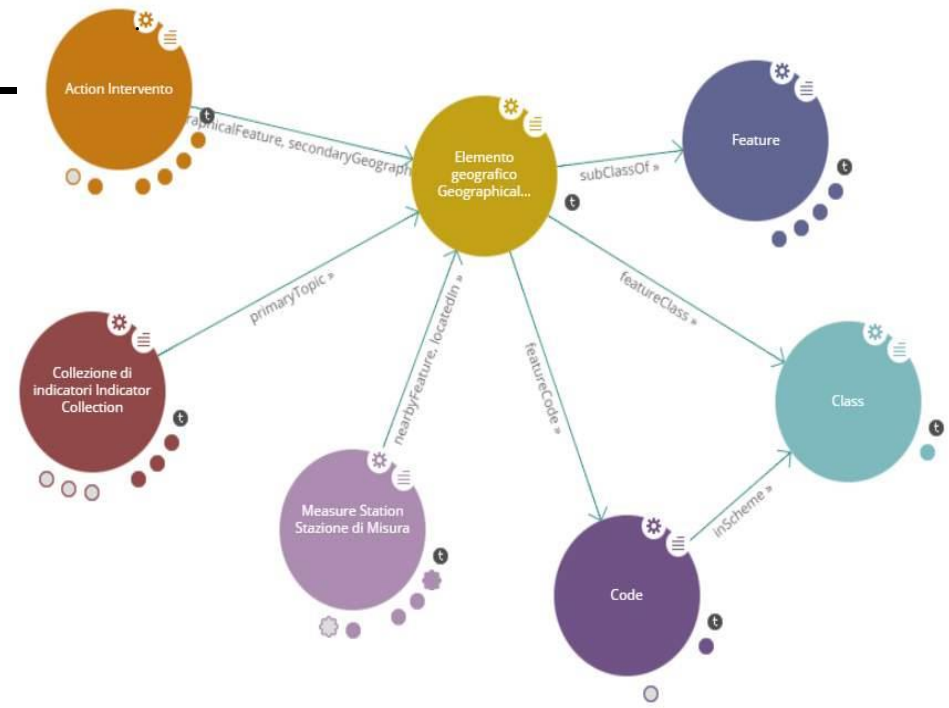 Action Intervento
Elemento
geografico
Geographical...
Feature
raphicalFeature, secondaryGeograph
subClassOf »
primaryTopic »
featureClass »
nearbyFeature, locatedIn »
featureCode »
Collezione di
indicatori Indicator
Collection
Class
Measure Station
Stazione di Misura
inScheme »
Code
t
t
t
t
t
t
t